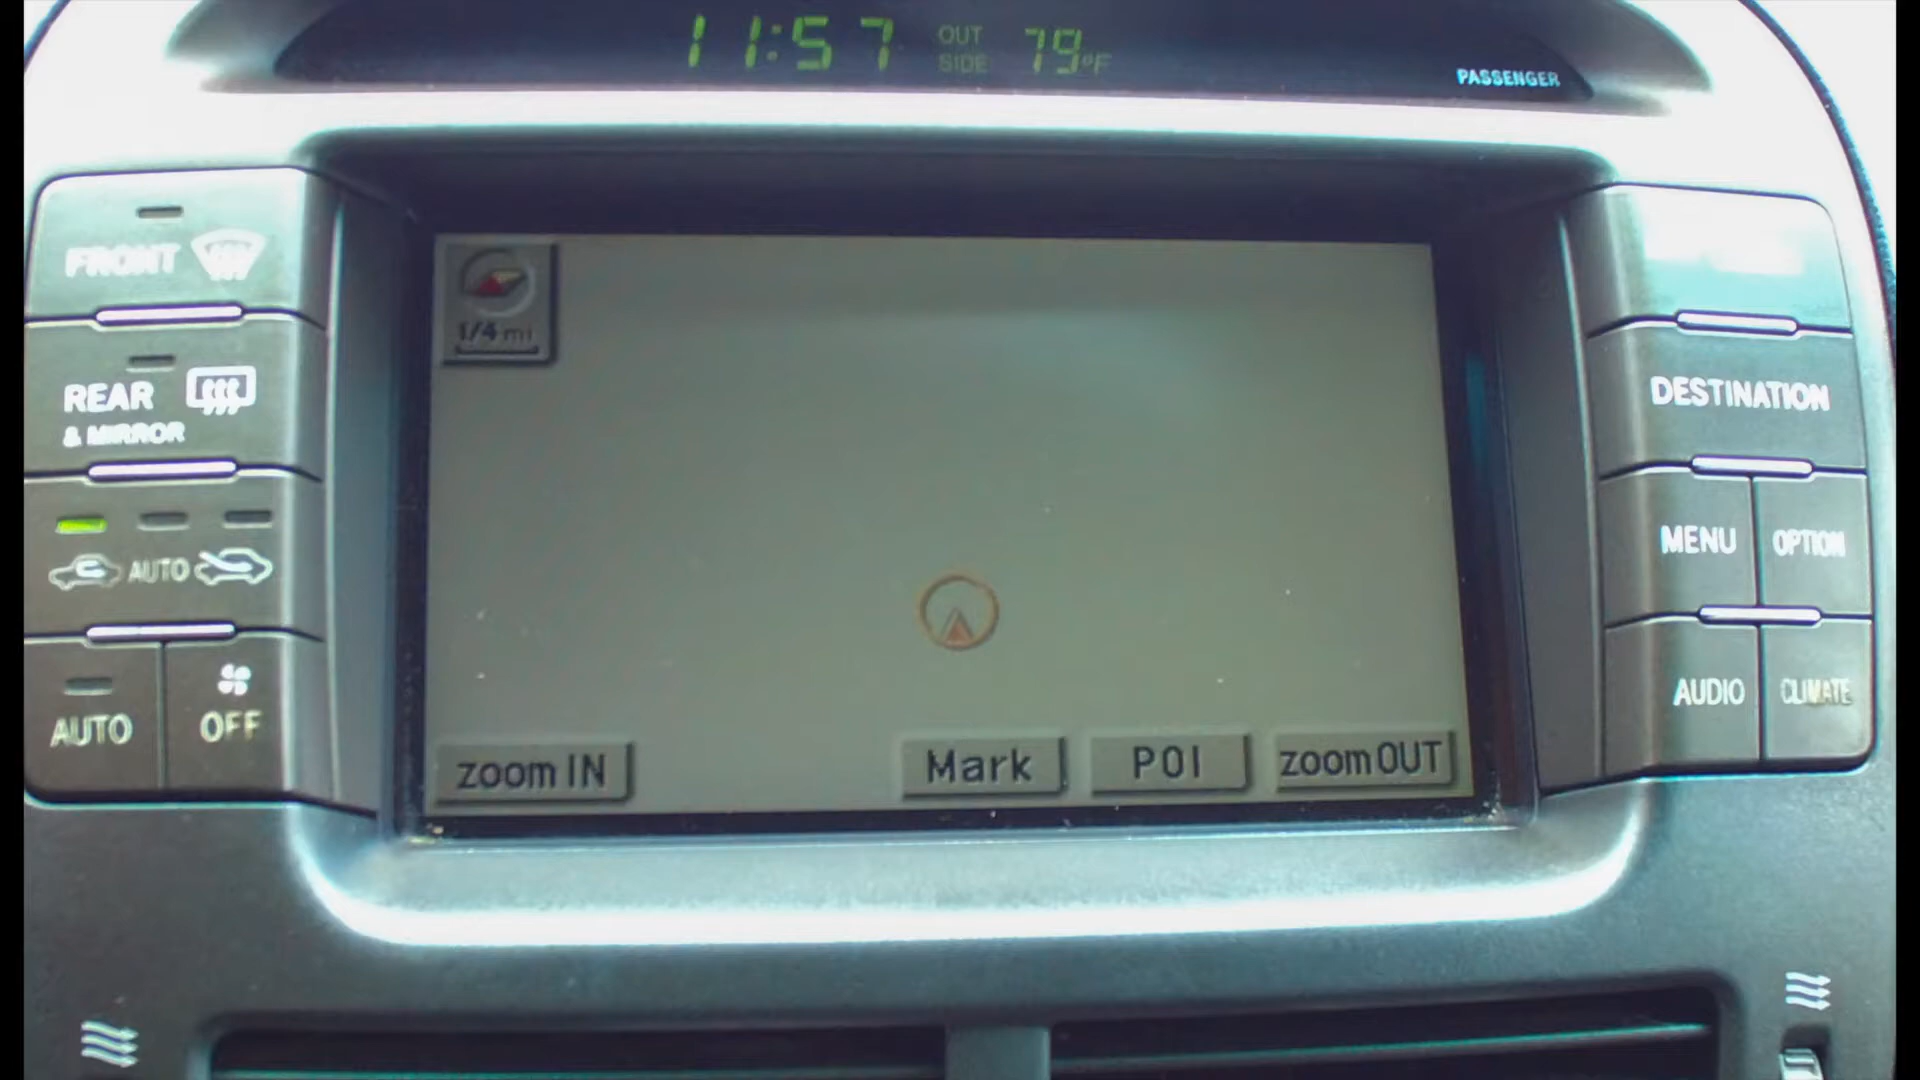 11:57 OUT SIDE 79°F
PASSENGER
FRONT
REAR
& MIRROR
AUTO
AUTO OFF
1/4 mi
zoom IN Mark POI zoom OUT
DESTINATION
MENU OPTION
AUDIO CLIMATE